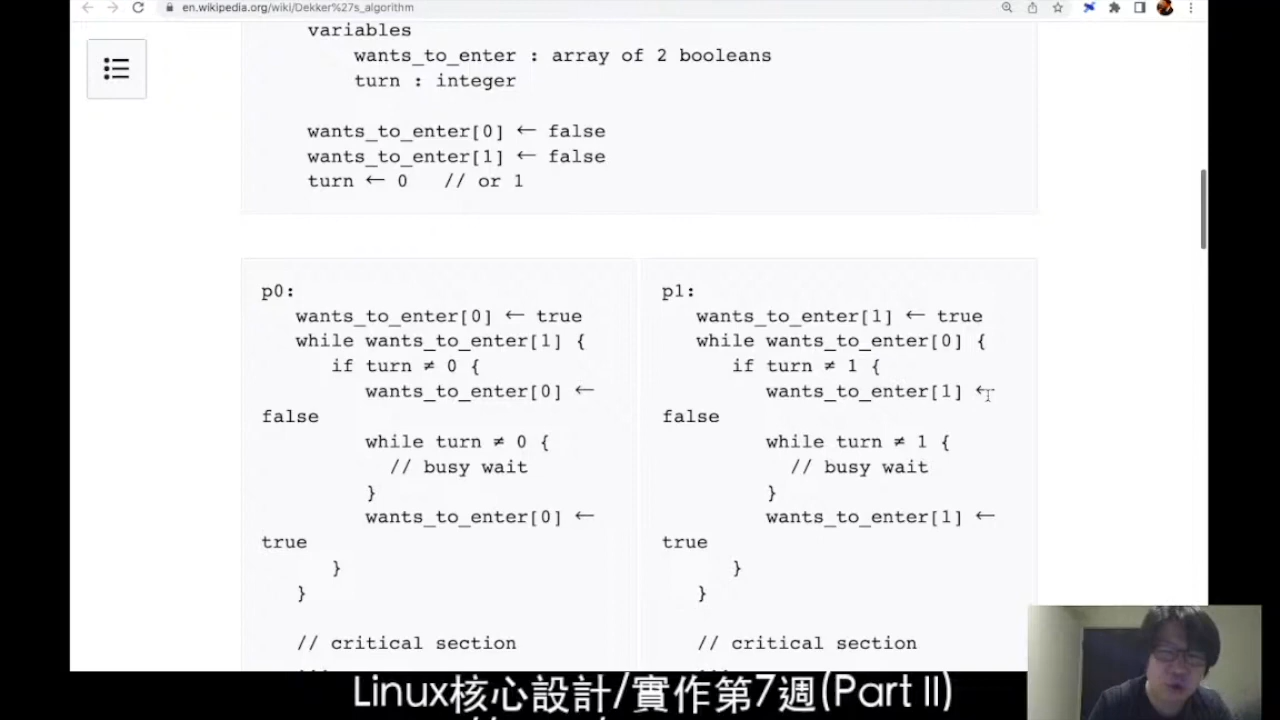 en.wikipedia.org/wiki/Dekker%27s_algorithm
variables
wants_to_enter : array of 2 booleans
turn : integer
wants_to_enter[0] ← false
wants_to_enter[1] ← false
turn ← 0 // or 1
p0:
wants_to_enter[0] ← true
while wants_to_enter[1] {
if turn ≠ 0 {
wants_to_enter[0] ←
false
while turn ≠ 0 {
// busy wait
}
wants_to_enter[0] ←
true
}
}
// critical section
p1:
wants_to_enter[1] ← true
while wants_to_enter[0] {
if turn ≠ 1 {
wants_to_enter[1] ←
false
while turn ≠ 1 {
// busy wait
}
wants_to_enter[1] ←
true
}
}
// critical section
Linux核心設計/實作第7週(Part II)